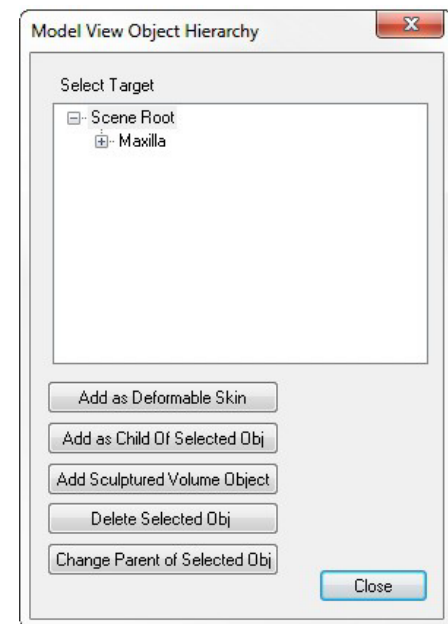 Model View Object Hierarchy
Select Target
Scene Root
Maxilla
Add as Deformable Skin
Add as Child Of Selected Obj
Add Sculptured Volume Object
Delete Selected Obj
Change Parent of Selected Obj
Close